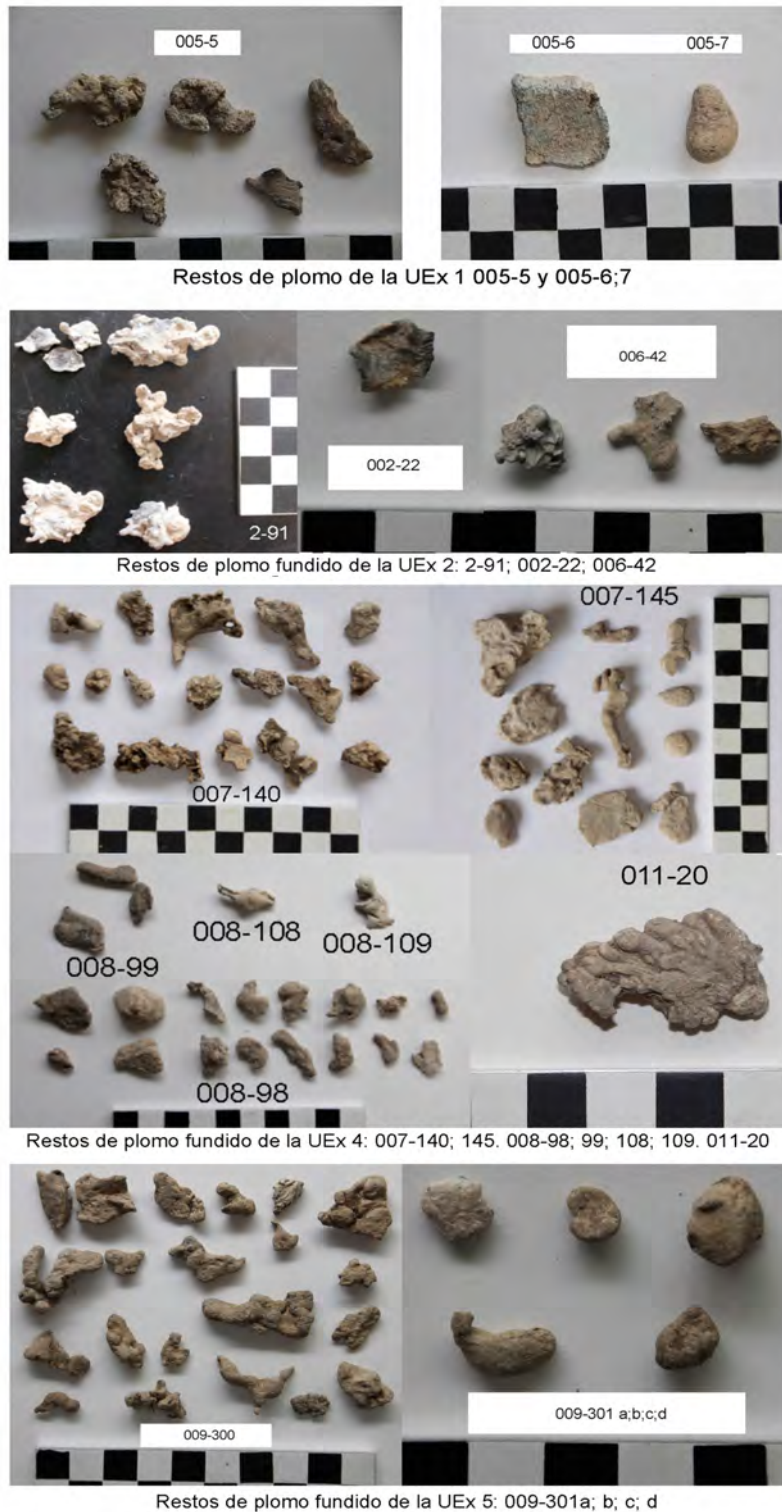 005-5
005-6 005-7
Restos de plomo de la UEx 1 005-5 y 005-6;7
2-91
002-22
006-42
Restos de plomo fundido de la UEx 2: 2-91; 002-22; 006-42
007-140
007-145
008-99
008-108
008-109
008-98
011-20
Restos de plomo fundido de la UEx 4: 007-140; 145. 008-98; 99; 108; 109. 011-20
009-300
009-301 a;b;c;d
Restos de plomo fundido de la UEx 5: 009-301a; b; c; d